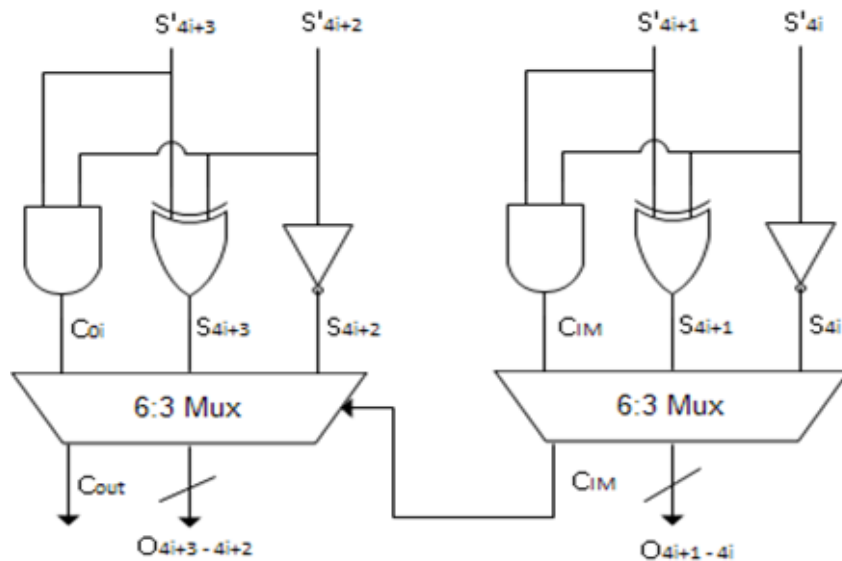 S'4i+3 S'4i+2 S'4i+1 S'4i
C0i S4i+3 S4i+2 CIM S4i+1 S4i
6:3 Mux 6:3 Mux
Cout CIM
O4i+3 - 4i+2 O4i+1 - 4i